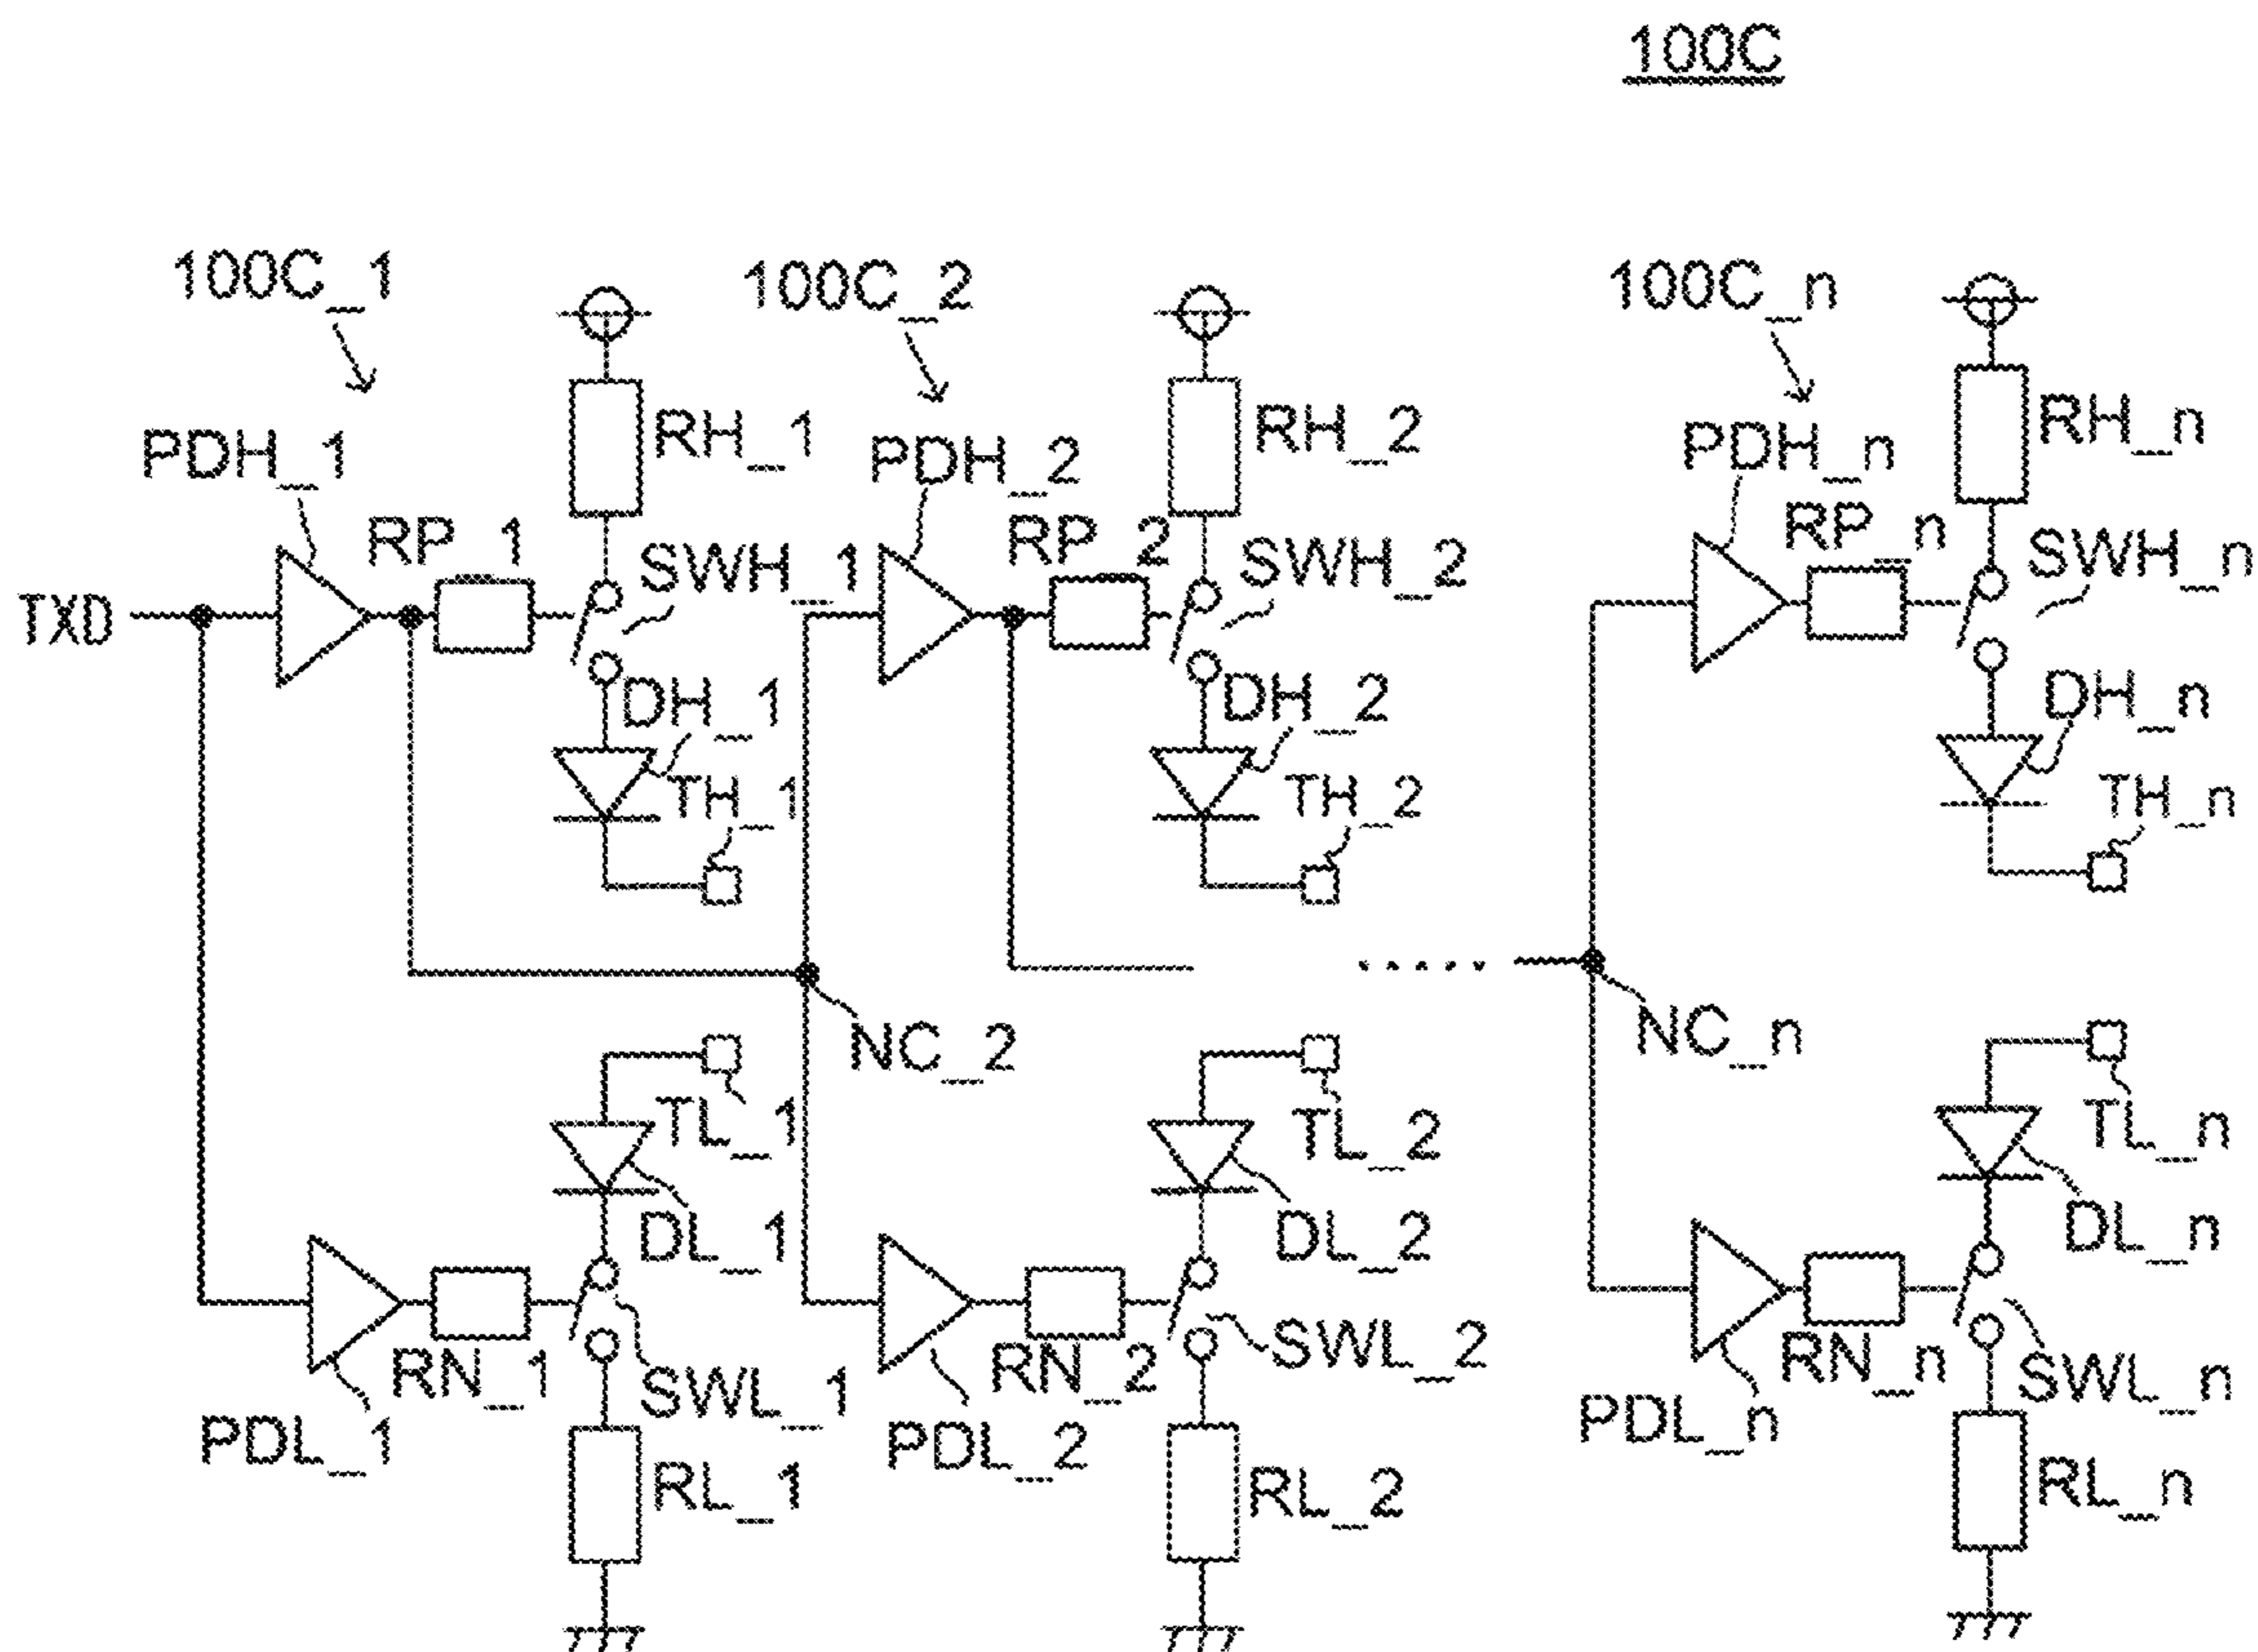 100C
100C_1
100C_2
100C_n
PDH_1
RH_1
PDH_2
RH_2
PDH_n
RH_n
RP_1
SWH_1
RP_2
SWH_2
RP_n
SWH_n
TXD
DH_1
DH_2
DH_n
TH_1
TH_2
TH_n
NC_2
NC_n
TL_1
TL_2
TL_n
DL_1
DL_2
DL_n
RN_1
SWL_1
RN_2
SWL_2
RN_n
SWL_n
PDL_1
PDL_2
PDL_n
RL_1
RL_2
RL_n